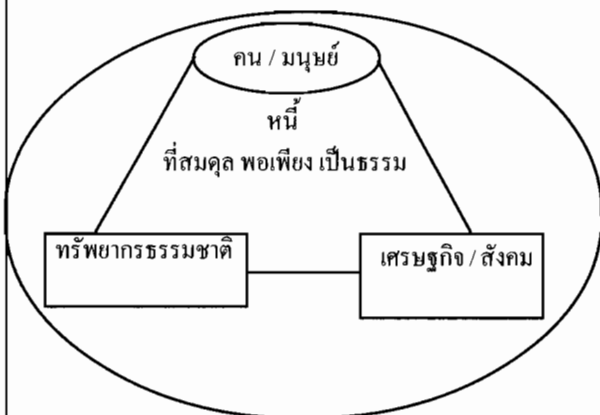 คน / มนุษย์
หนี้
ที่สมดุล พอเพียง เป็นธรรม
ทรัพยากรธรรมชาติ
เศรษฐกิจ / สังคม